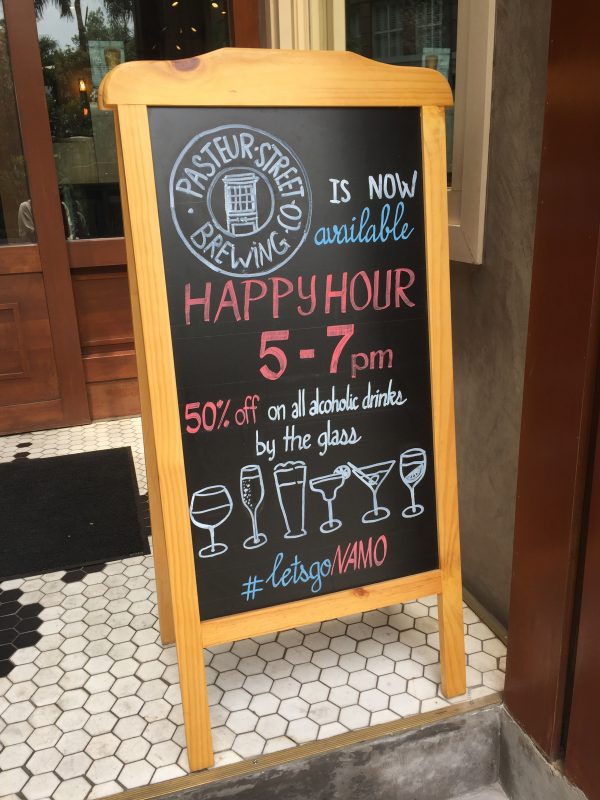 PASTEUR·STREET
BREWING CO.
IS NOW
available
HAPPY HOUR
5-7pm
50% off on all alcoholic drinks
by the glass
#letsgoNAMO